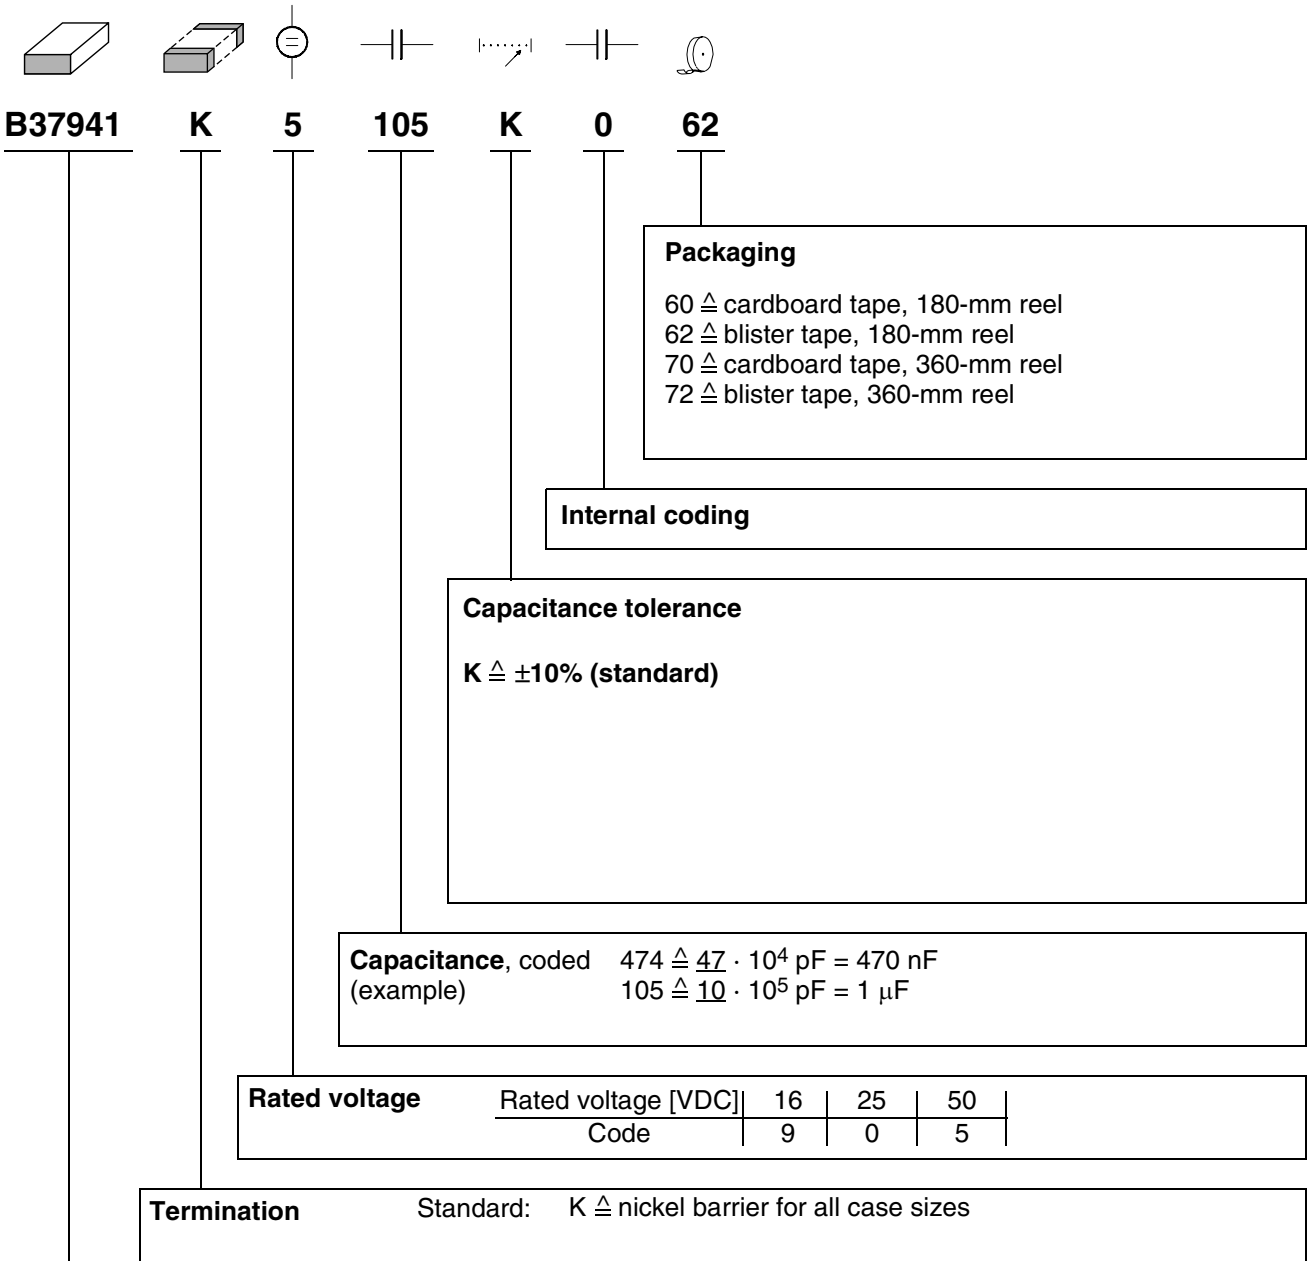 B37941 K 5 105 K 0 62
Packaging
60 ≙ cardboard tape, 180-mm reel
62 ≙ blister tape, 180-mm reel
70 ≙ cardboard tape, 360-mm reel
72 ≙ blister tape, 360-mm reel
Internal coding
Capacitance tolerance
K ≙ ±10% (standard)
Capacitance, coded 474 ≙ 47 · 10⁴ pF = 470 nF
(example) 105 ≙ 10 · 10⁵ pF = 1 μF
Rated voltage Rated voltage [VDC] 16 25 50
Code 9 0 5
Termination Standard: K ≙ nickel barrier for all case sizes